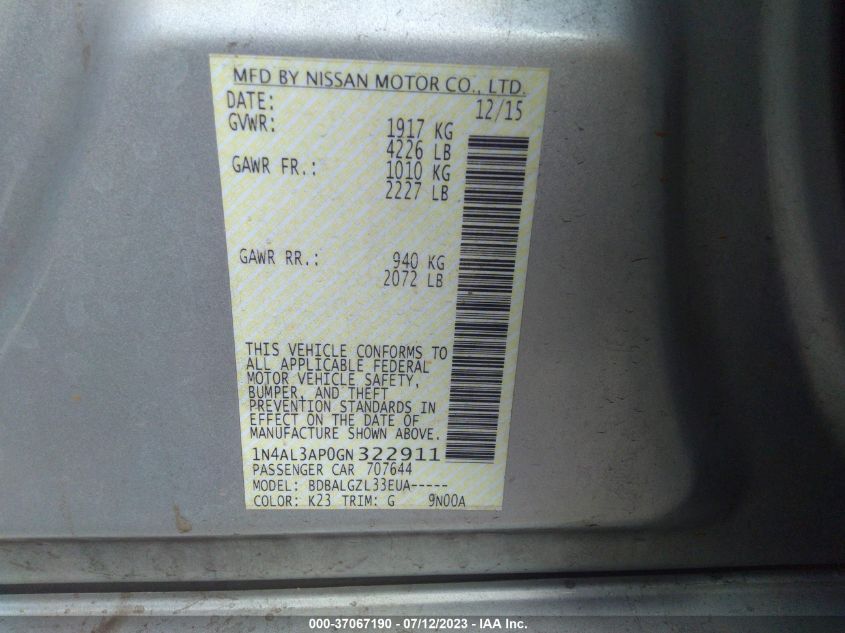 MFD BY NISSAN MOTOR CO., LTD.
DATE: 12/15
GVWR: 1917 KG
4226 LB
GAWR FR.: 1010 KG
2227 LB
GAWR RR.: 940 KG
2072 LB
THIS VEHICLE CONFORMS TO
ALL APPLICABLE FEDERAL
MOTOR VEHICLE SAFETY,
BUMPER, AND THEFT
PREVENTION STANDARDS IN
EFFECT ON THE DATE OF
MANUFACTURE SHOWN ABOVE.
1N4AL3AP0GN322911
PASSENGER CAR 707644
MODEL: BDBALGZL33EUA-----
COLOR: K23 TRIM: G 9N00A
000-37067190 - 07/12/2023 - IAA Inc.